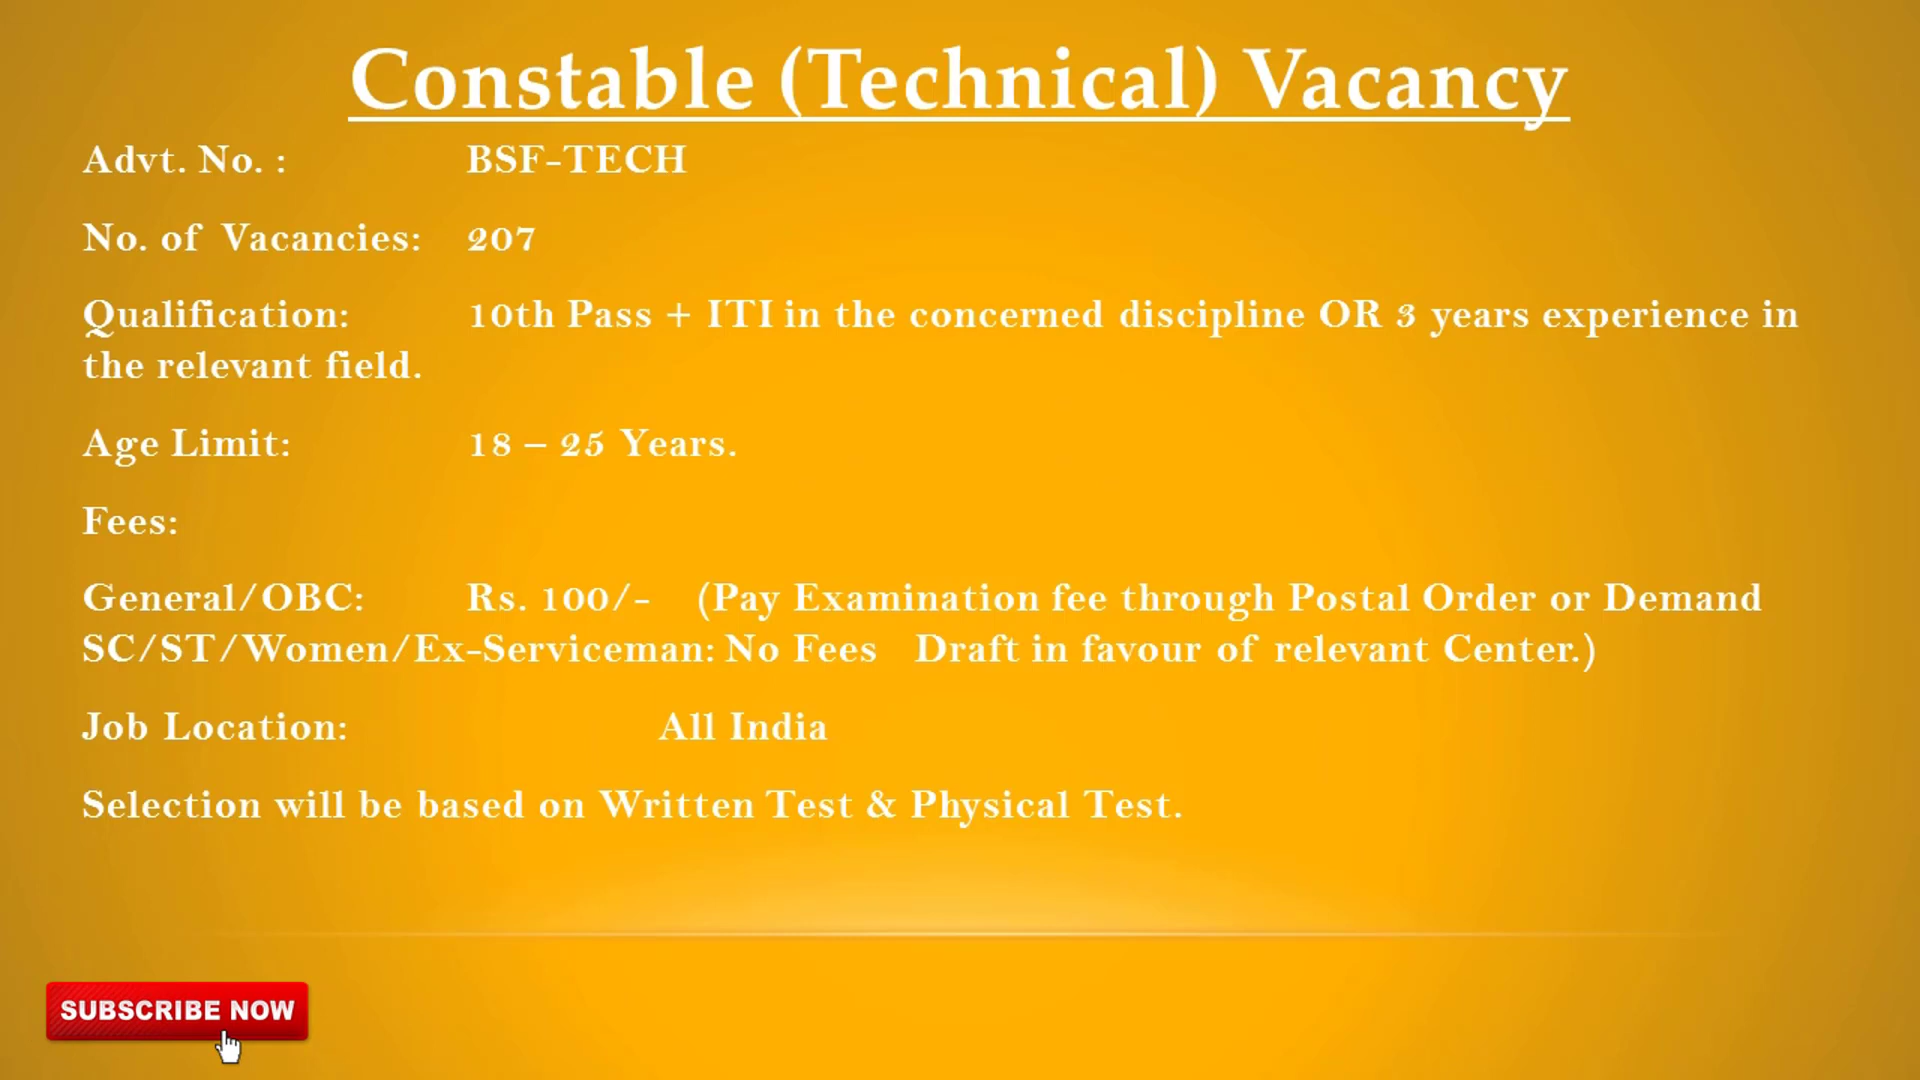 Constable (Technical) Vacancy
Advt. No. : BSF-TECH
No. of Vacancies: 207
Qualification: 10th Pass + ITI in the concerned discipline OR 3 years experience in
the relevant field.
Age Limit: 18 – 25 Years.
Fees:
General/OBC: Rs. 100/- (Pay Examination fee through Postal Order or Demand
SC/ST/Women/Ex-Serviceman: No Fees Draft in favour of relevant Center.)
Job Location: All India
Selection will be based on Written Test & Physical Test.
SUBSCRIBE NOW